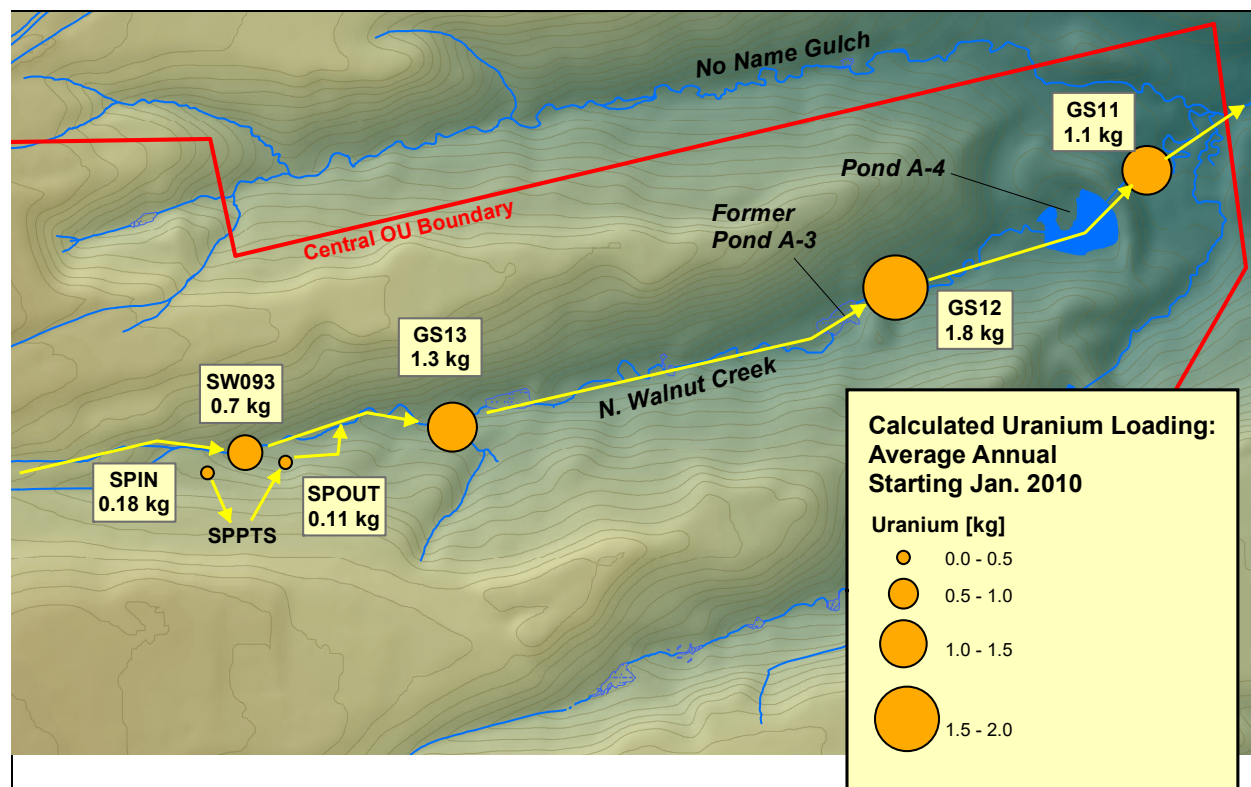 No Name Gulch
GS11
1.1 kg
Pond A-4
Former
Pond A-3
Central OU Boundary
GS12
1.8 kg
GS13
1.3 kg
SW093
0.7 kg
N. Walnut Creek
SPIN
0.18 kg
SPOUT
0.11 kg
SPPTS
Calculated Uranium Loading:
Average Annual
Starting Jan. 2010
Uranium [kg]
0.0 - 0.5
0.5 - 1.0
1.0 - 1.5
1.5 - 2.0